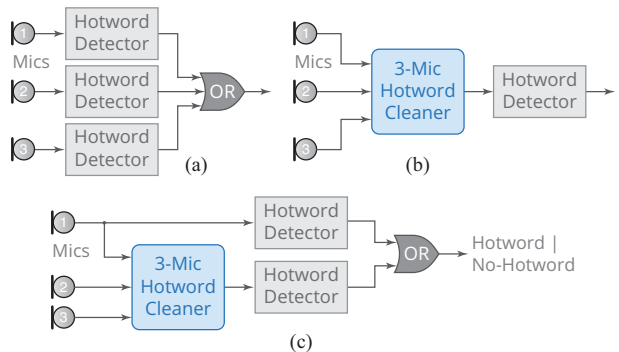 1
Hotword
Detector
Mics
2
Hotword
Detector
OR
3
Hotword
Detector
(a)
1
Mics
2
3
3-Mic
Hotword
Cleaner
Hotword
Detector
(b)
1
Mics
2
3
3-Mic
Hotword
Cleaner
Hotword
Detector
Hotword
Detector
OR
Hotword |
No-Hotword
(c)